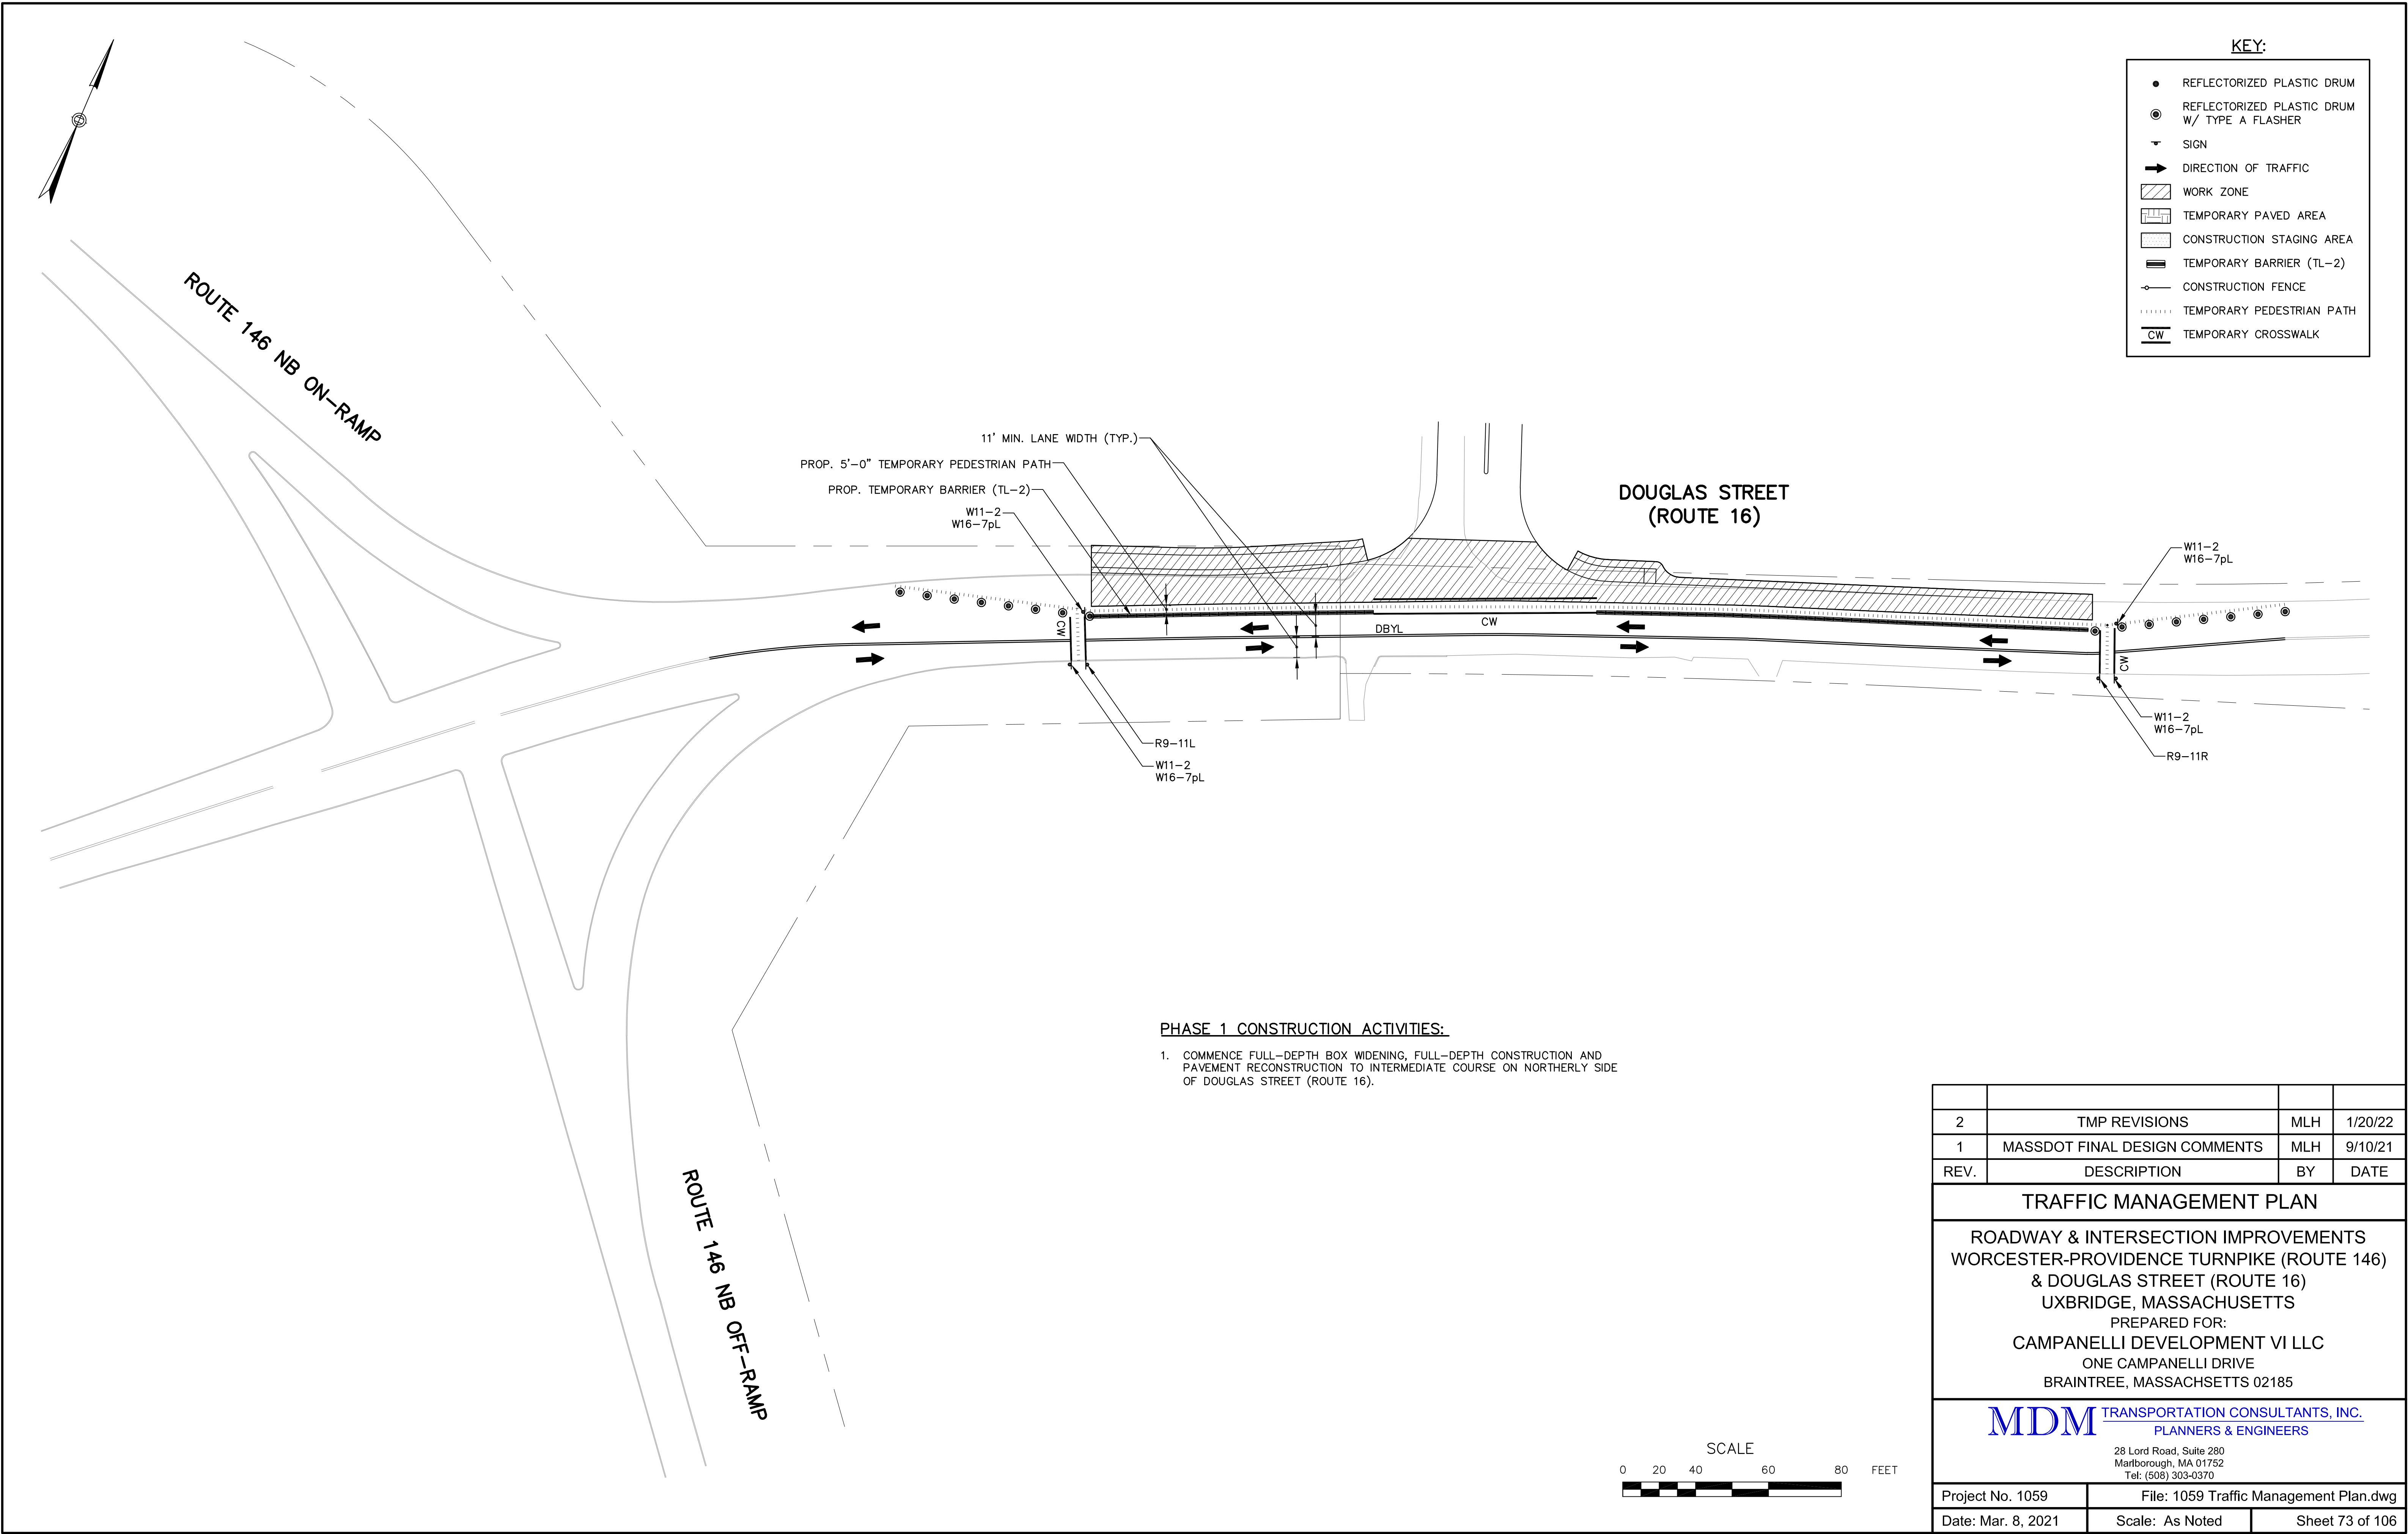 KEY:
REFLECTORIZED PLASTIC DRUM
REFLECTORIZED PLASTIC DRUM
W/ TYPE A FLASHER
SIGN
DIRECTION OF TRAFFIC
WORK ZONE
TEMPORARY PAVED AREA
CONSTRUCTION STAGING AREA
TEMPORARY BARRIER (TL-2)
CONSTRUCTION FENCE
TEMPORARY PEDESTRIAN PATH
CW TEMPORARY CROSSWALK
ROUTE 146 NB ON-RAMP
11' MIN. LANE WIDTH (TYP.)
PROP. 5'-0" TEMPORARY PEDESTRIAN PATH
PROP. TEMPORARY BARRIER (TL-2)
W11-2
W16-7pL
DOUGLAS STREET
(ROUTE 16)
W11-2
W16-7pL
CW
DBYL
CW
CW
R9-11L
W11-2
W16-7pL
W11-2
W16-7pL
R9-11R
PHASE 1 CONSTRUCTION ACTIVITIES:
1. COMMENCE FULL-DEPTH BOX WIDENING, FULL-DEPTH CONSTRUCTION AND
PAVEMENT RECONSTRUCTION TO INTERMEDIATE COURSE ON NORTHERLY SIDE
OF DOUGLAS STREET (ROUTE 16).
ROUTE 146 NB OFF-RAMP
SCALE
0 20 40 60 80 FEET
2 TMP REVISIONS MLH 1/20/22
1 MASSDOT FINAL DESIGN COMMENTS MLH 9/10/21
REV. DESCRIPTION BY DATE
TRAFFIC MANAGEMENT PLAN
ROADWAY & INTERSECTION IMPROVEMENTS
WORCESTER-PROVIDENCE TURNPIKE (ROUTE 146)
& DOUGLAS STREET (ROUTE 16)
UXBRIDGE, MASSACHUSETTS
PREPARED FOR:
CAMPANELLI DEVELOPMENT VI LLC
ONE CAMPANELLI DRIVE
BRAINTREE, MASSACHSETTS 02185
MDM TRANSPORTATION CONSULTANTS, INC.
PLANNERS & ENGINEERS
28 Lord Road, Suite 280
Marlborough, MA 01752
Tel: (508) 303-0370
Project No. 1059 File: 1059 Traffic Management Plan.dwg
Date: Mar. 8, 2021 Scale: As Noted Sheet 73 of 106